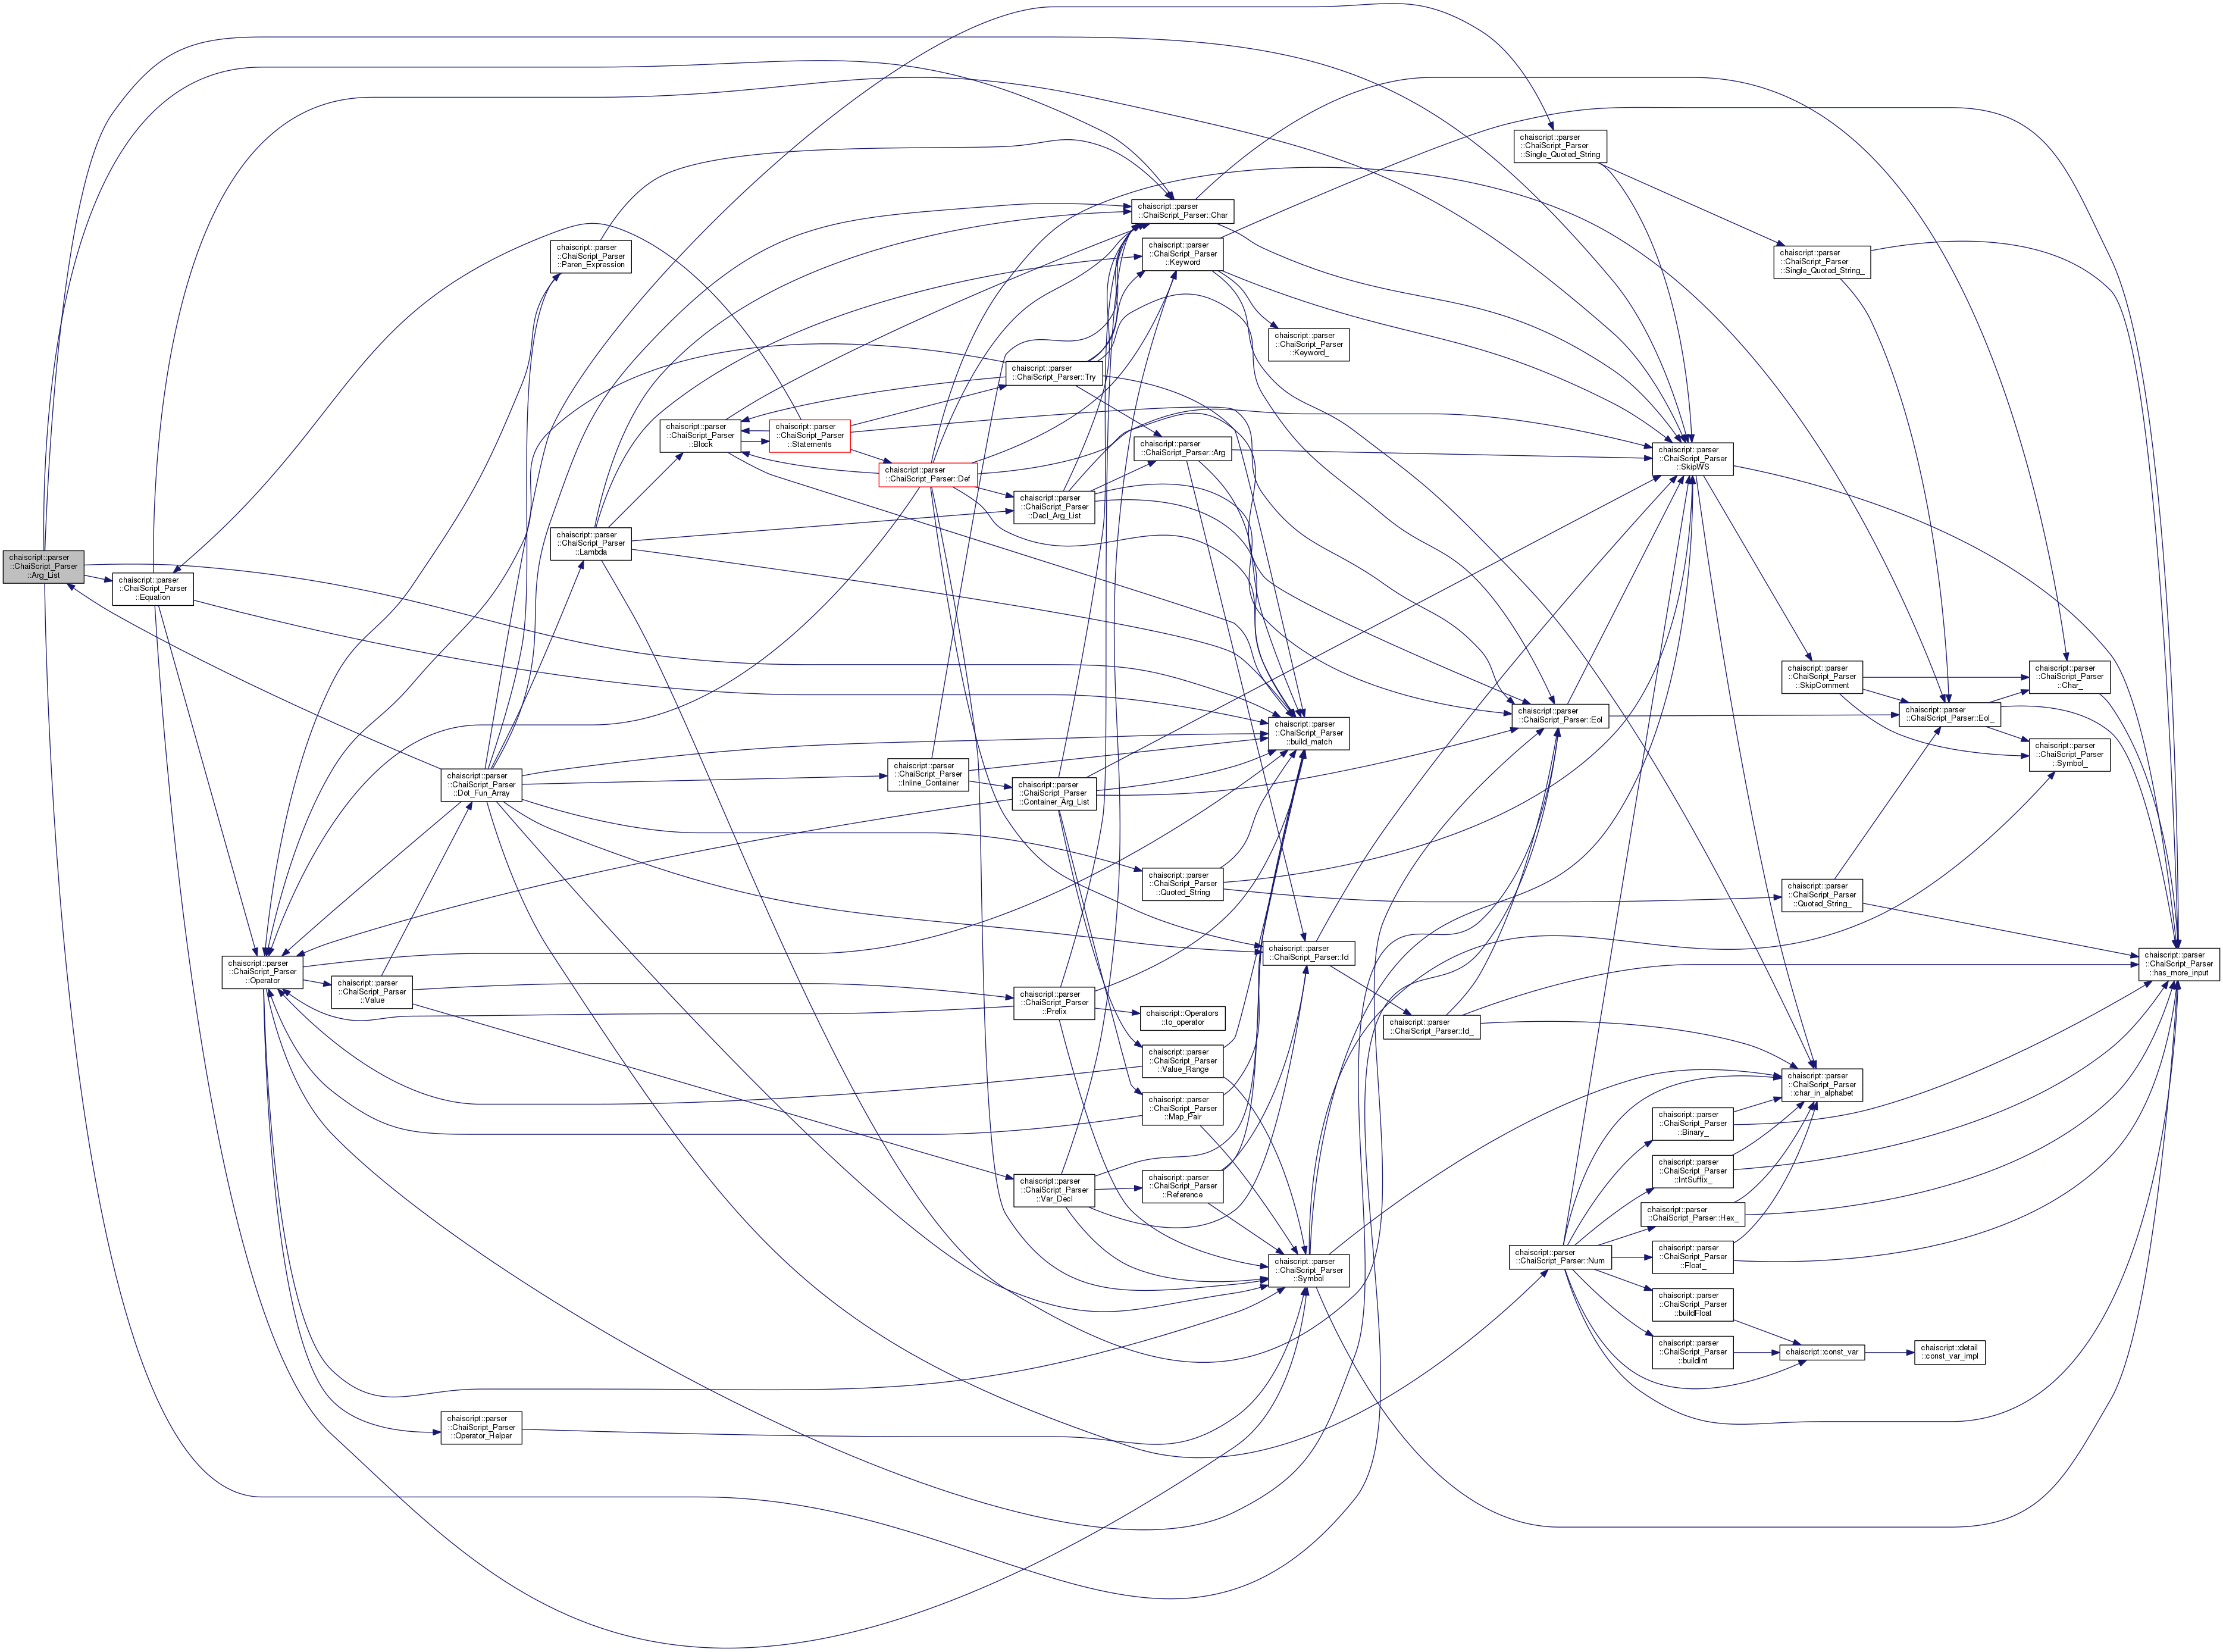 chaiscript::parser
::ChaiScript_Parser
::Arg_List
chaiscript::parser
::ChaiScript_Parser
::Equation
chaiscript::parser
::ChaiScript_Parser
::Operator
chaiscript::parser
::ChaiScript_Parser
::Value
chaiscript::parser
::ChaiScript_Parser
::Dot_Fun_Array
chaiscript::parser
::ChaiScript_Parser
::Operator_Helper
chaiscript::parser
::ChaiScript_Parser
::Paren_Expression
chaiscript::parser
::ChaiScript_Parser
::Lambda
chaiscript::parser
::ChaiScript_Parser
::Block
chaiscript::parser
::ChaiScript_Parser
::Statements
chaiscript::parser
::ChaiScript_Parser::Def
chaiscript::parser
::ChaiScript_Parser
::Inline_Container
chaiscript::parser
::ChaiScript_Parser::Try
chaiscript::parser
::ChaiScript_Parser
::Decl_Arg_List
chaiscript::parser
::ChaiScript_Parser
::Container_Arg_List
chaiscript::parser
::ChaiScript_Parser
::Prefix
chaiscript::parser
::ChaiScript_Parser
::Var_Decl
chaiscript::parser
::ChaiScript_Parser::Char
chaiscript::parser
::ChaiScript_Parser
::Keyword
chaiscript::parser
::ChaiScript_Parser::Arg
chaiscript::parser
::ChaiScript_Parser
::Quoted_String
chaiscript::Operators
::to_operator
chaiscript::parser
::ChaiScript_Parser
::Value_Range
chaiscript::parser
::ChaiScript_Parser
::Map_Pair
chaiscript::parser
::ChaiScript_Parser
::Reference
chaiscript::parser
::ChaiScript_Parser
::Keyword_
chaiscript::parser
::ChaiScript_Parser
::build_match
chaiscript::parser
::ChaiScript_Parser::Id
chaiscript::parser
::ChaiScript_Parser
::Symbol
chaiscript::parser
::ChaiScript_Parser::Id_
chaiscript::parser
::ChaiScript_Parser
::Single_Quoted_String
chaiscript::parser
::ChaiScript_Parser::Eol
chaiscript::parser
::ChaiScript_Parser::Num
chaiscript::parser
::ChaiScript_Parser
::SkipWS
chaiscript::parser
::ChaiScript_Parser
::Binary_
chaiscript::parser
::ChaiScript_Parser
::IntSuffix_
chaiscript::parser
::ChaiScript_Parser::Hex_
chaiscript::parser
::ChaiScript_Parser
::Float_
chaiscript::parser
::ChaiScript_Parser
::buildFloat
chaiscript::parser
::ChaiScript_Parser
::buildInt
chaiscript::parser
::ChaiScript_Parser
::Single_Quoted_String_
chaiscript::parser
::ChaiScript_Parser
::SkipComment
chaiscript::parser
::ChaiScript_Parser
::Quoted_String_
chaiscript::parser
::ChaiScript_Parser
::char_in_alphabet
chaiscript::const_var
chaiscript::parser
::ChaiScript_Parser::Eol_
chaiscript::detail
::const_var_impl
chaiscript::parser
::ChaiScript_Parser
::Char_
chaiscript::parser
::ChaiScript_Parser
::Symbol_
chaiscript::parser
::ChaiScript_Parser
::has_more_input